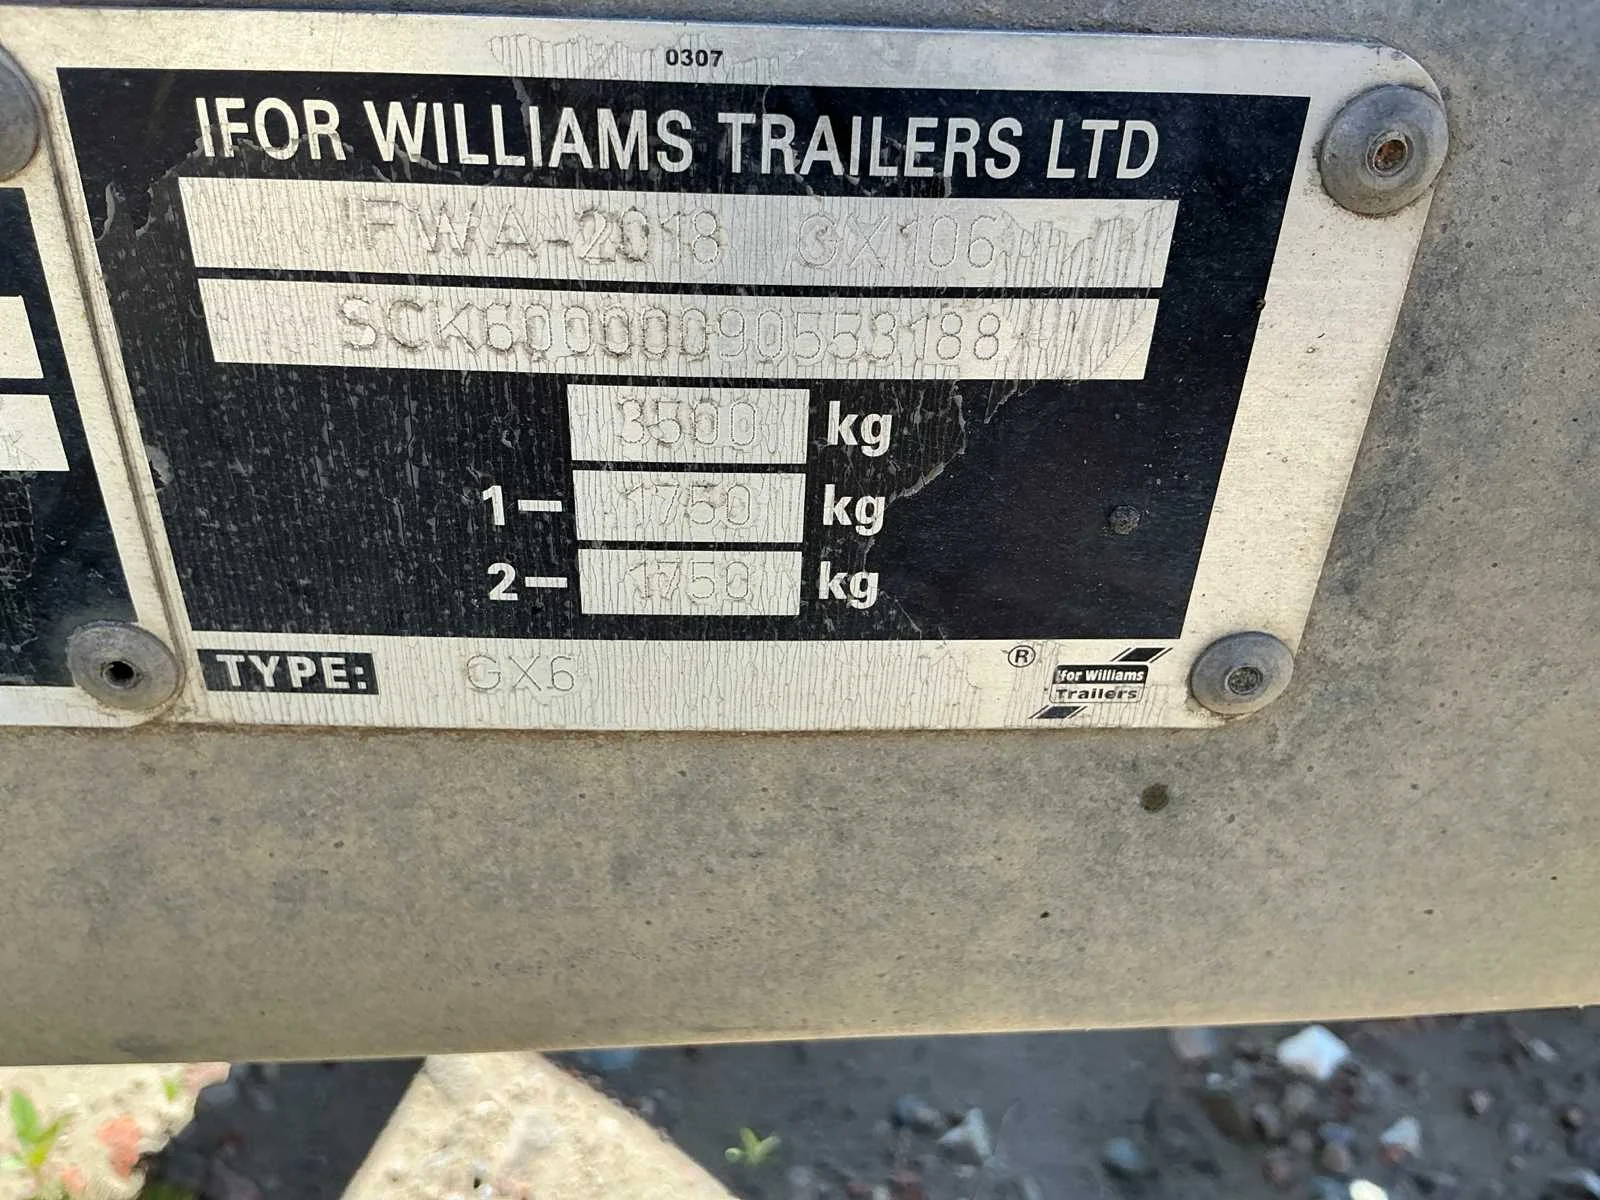 0307
IFOR WILLIAMS TRAILERS LTD
IFWA-2018 GX106
SCK60000090553188
3500 kg
1- 1750 kg
2- 1750 kg
TYPE: GX6
® Ifor Williams
Trailers
K